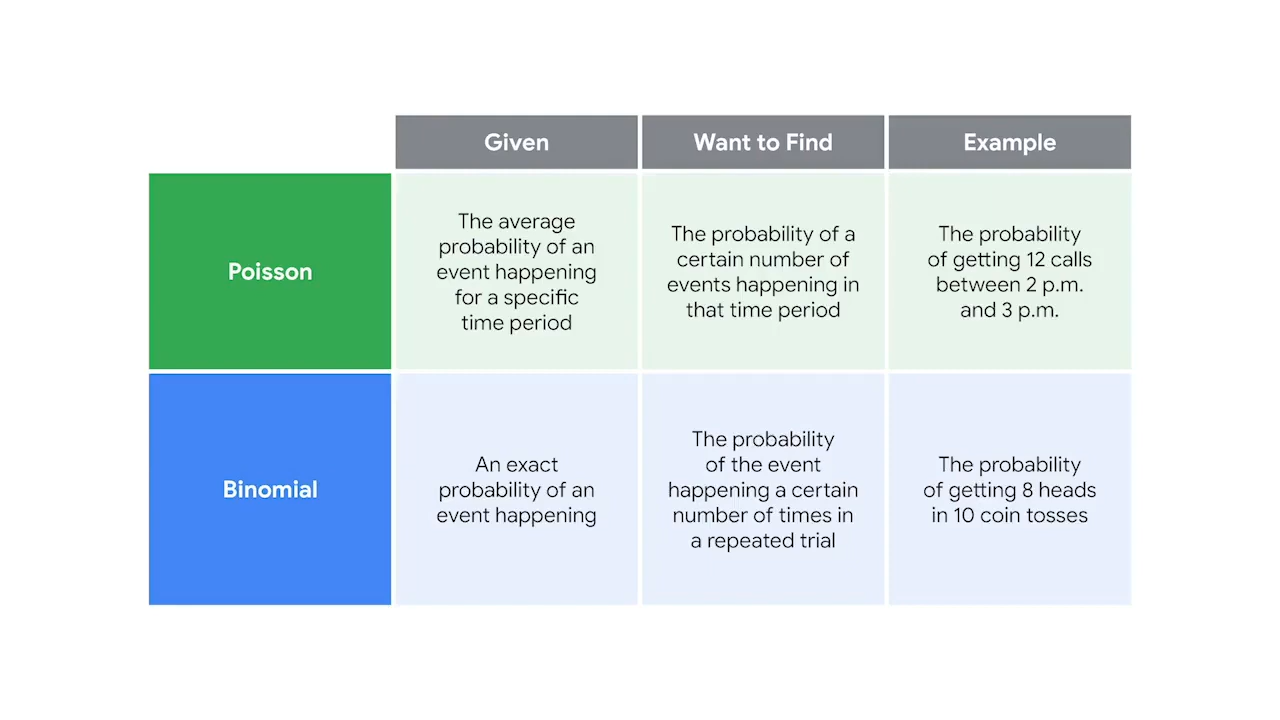 Given
Want to Find
Example
Poisson
The average
probability of an
event happening
for a specific
time period
The probability of a
certain number of
events happening in
that time period
The probability
of getting 12 calls
between 2 p.m.
and 3 p.m.
Binomial
An exact
probability of an
event happening
The probability
of the event
happening a certain
number of times in
a repeated trial
The probability
of getting 8 heads
in 10 coin tosses